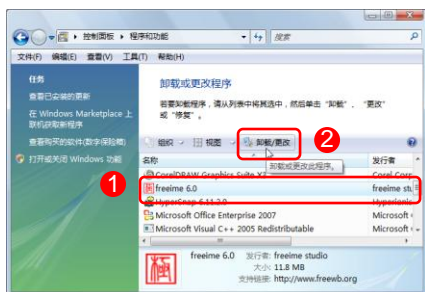 控制面板 ▸ 程序和功能
搜索
文件(F) 编辑(E) 查看(V) 工具(T) 帮助(H)
任务
查看已安装的更新
在 Windows Marketplace 上
联机获取新程序
查看购买的软件(数字保险箱)
打开或关闭 Windows 功能
卸载或更改程序
若要卸载程序，请从列表中将其选中，然后单击“卸载”、“更改”
或“修复”。
组织 视图 卸载/更改
2
卸载或更改此程序。
名称 发行者
CorelDRAW Graphics Suite X Corel Corp
1
freeime 6.0 freeime stu
HyperSnap 6.11.2.0 Hyperionic
Microsoft Office Enterprise 2007 Microsoft
Microsoft Visual C++ 2005 Redistributable Microsoft
freeime 6.0 发行者: freeime studio
大小: 11.8 MB
支持链接: http://www.freewb.org